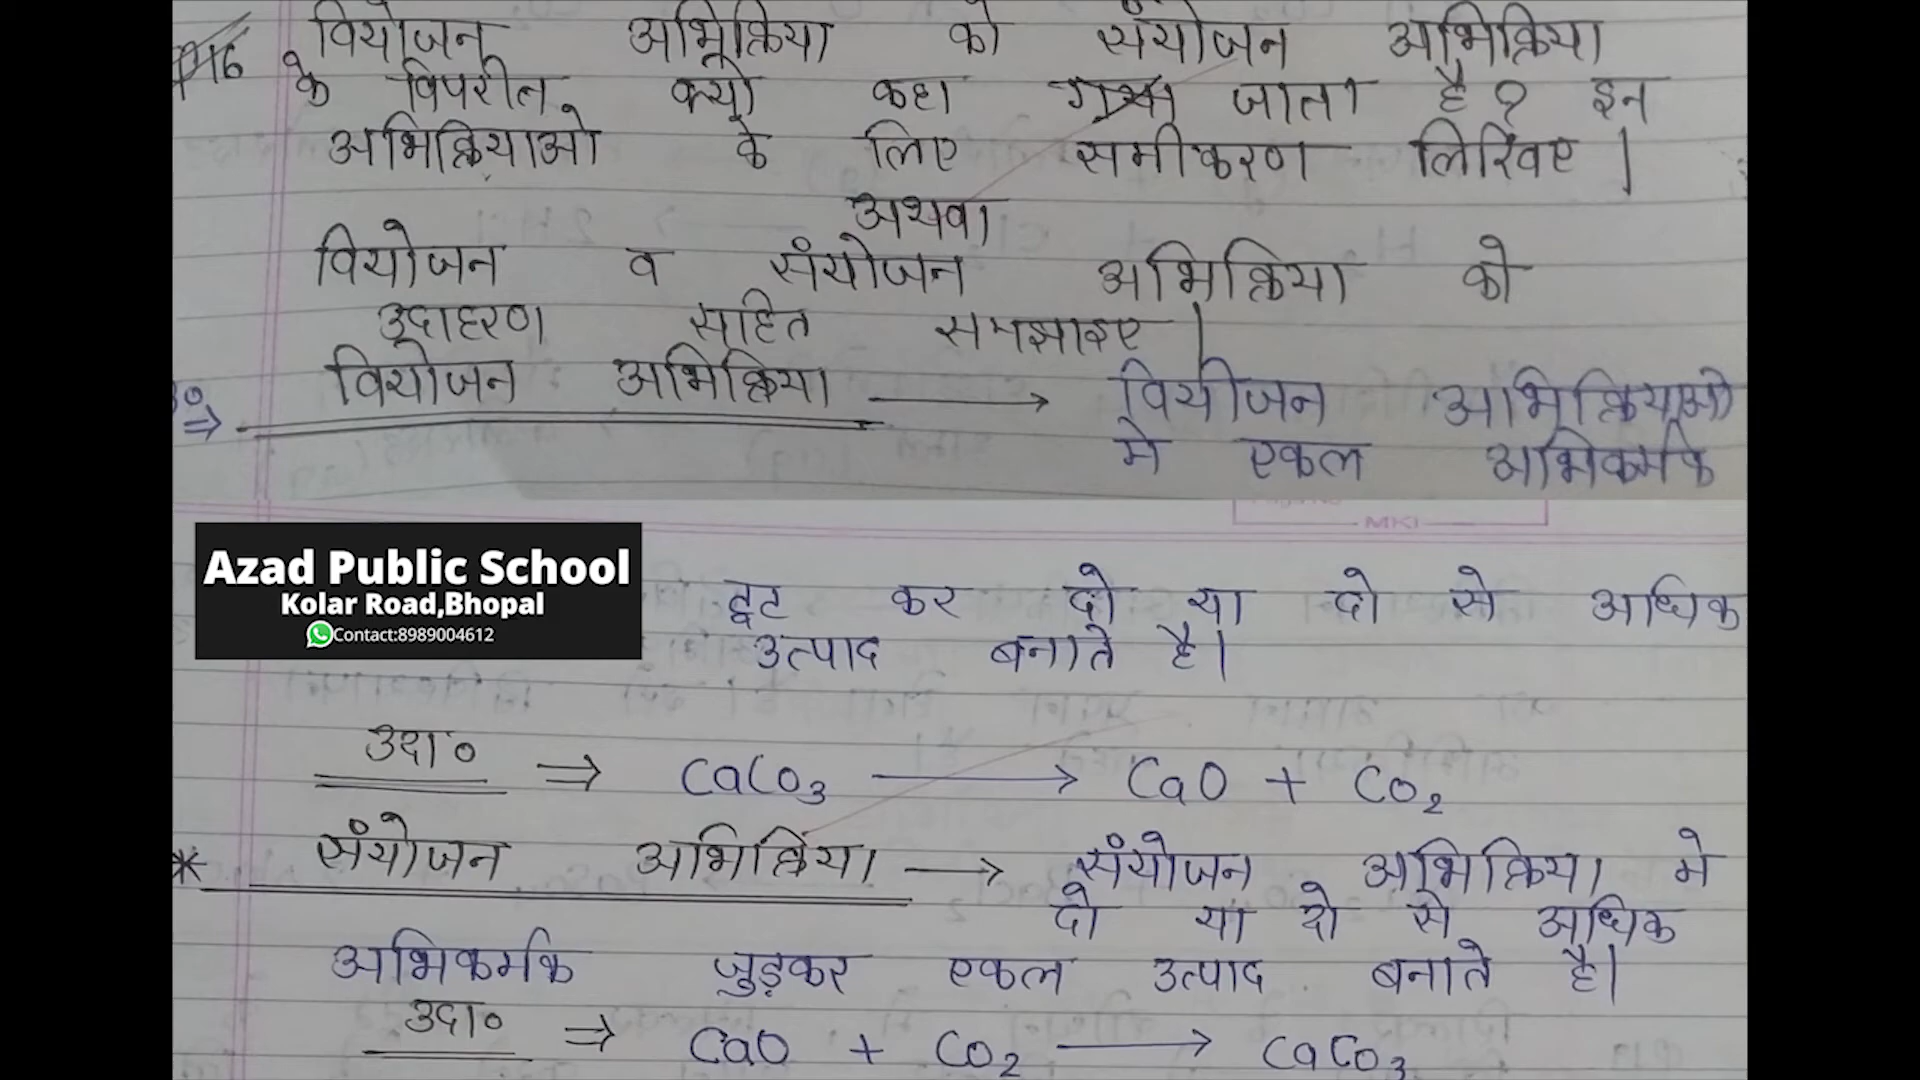 प्र16 वियोजन अभिक्रिया को संयोजन अभिक्रिया
के विपरीत क्यो कहा जाता है? इन
अभिक्रियाओ के लिए समीकरण लिखिए।
अथवा
वियोजन व संयोजन अभिक्रिया को
उदाहरण सहित समझाइए।
उ० ⇒ वियोजन अभिक्रिया → वियोजन अभिक्रियाओ
मे एकल अभिकर्मक
MKI
Azad Public School
Kolar Road,Bhopal
Contact:8989004612
टूट कर दो या दो से अधिक
उत्पाद बनाते है।
उदा० ⇒ CaCo₃ → CaO + Co₂
* संयोजन अभिक्रिया → संयोजन अभिक्रिया मे
दो या दो से अधिक
अभिकर्मक जुड़कर एकल उत्पाद बनाते है।
उदा० ⇒ CaO + CO₂ → CaCO₃